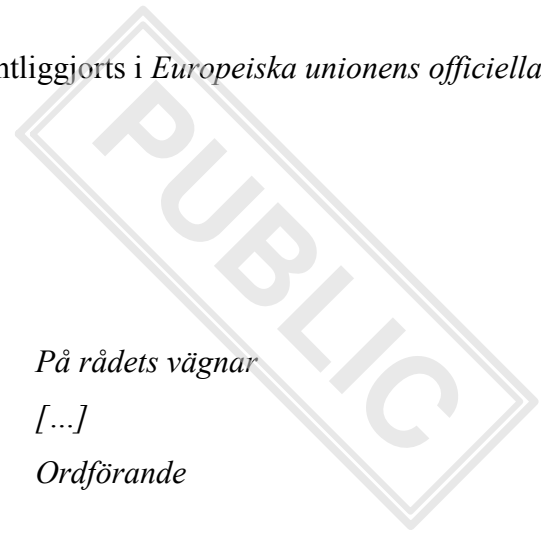 ntliggjorts i Europeiska unionens officiella
PUBLIC
På rådets vägnar
[...]
Ordförande